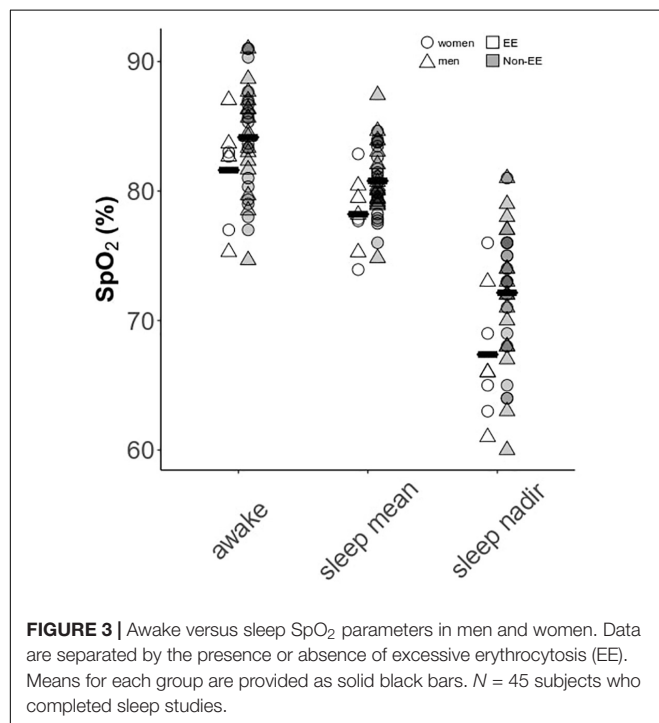 women
EE
men
Non-EE
90
80
70
60
SpO₂ (%)
awake
sleep mean
sleep nadir
FIGURE 3 | Awake versus sleep SpO₂ parameters in men and women. Data
are separated by the presence or absence of excessive erythrocytosis (EE).
Means for each group are provided as solid black bars. N = 45 subjects who
completed sleep studies.